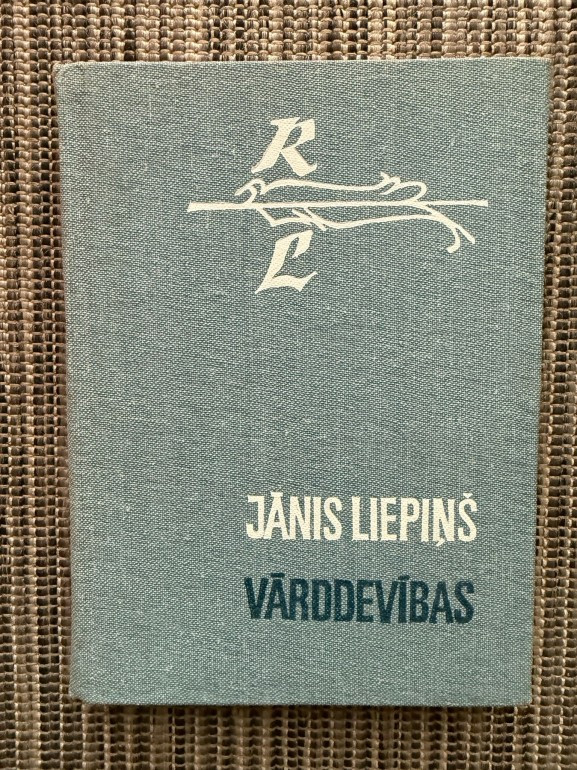 R
L
JĀNIS LIEPIŅŠ
VĀRDDEVĪBAS